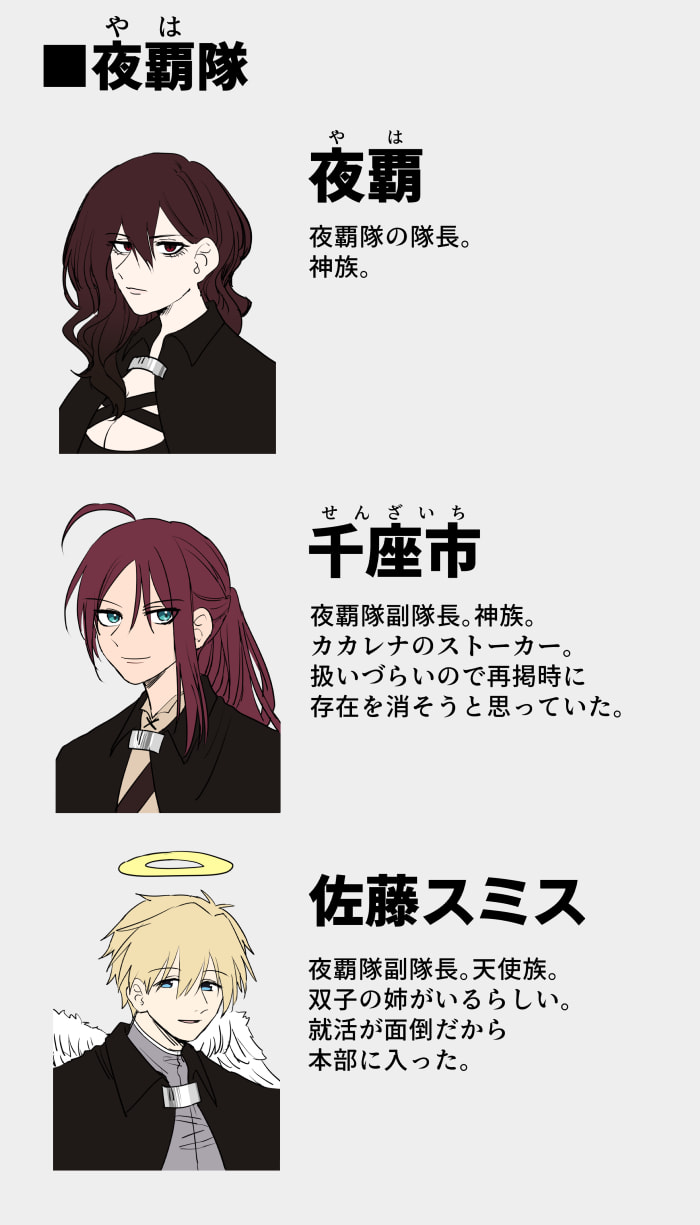 やは
■夜覇隊
やは
夜覇
夜覇隊の隊長。
神族。
せんざいち
千座市
夜覇隊副隊長。神族。
カカレナのストーカー。
扱いづらいので再掲時に
存在を消そうと思っていた。
佐藤スミス
夜覇隊副隊長。天使族。
双子の姉がいるらしい。
就活が面倒だから
本部に入った。